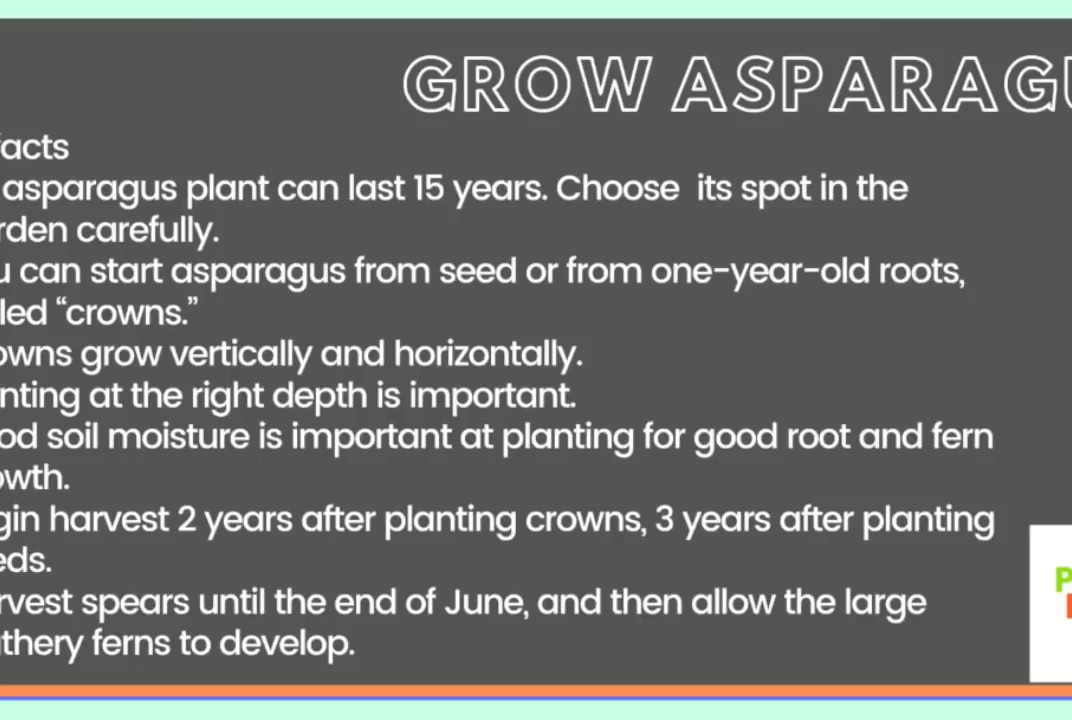 GROW ASPARAGU
facts
asparagus plant can last 15 years. Choose its spot in the
rden carefully.
u can start asparagus from seed or from one-year-old roots,
led “crowns.”
owns grow vertically and horizontally.
nting at the right depth is important.
od soil moisture is important at planting for good root and fern
owth.
gin harvest 2 years after planting crowns, 3 years after planting
eds.
rvest spears until the end of June, and then allow the large
thery ferns to develop.
P